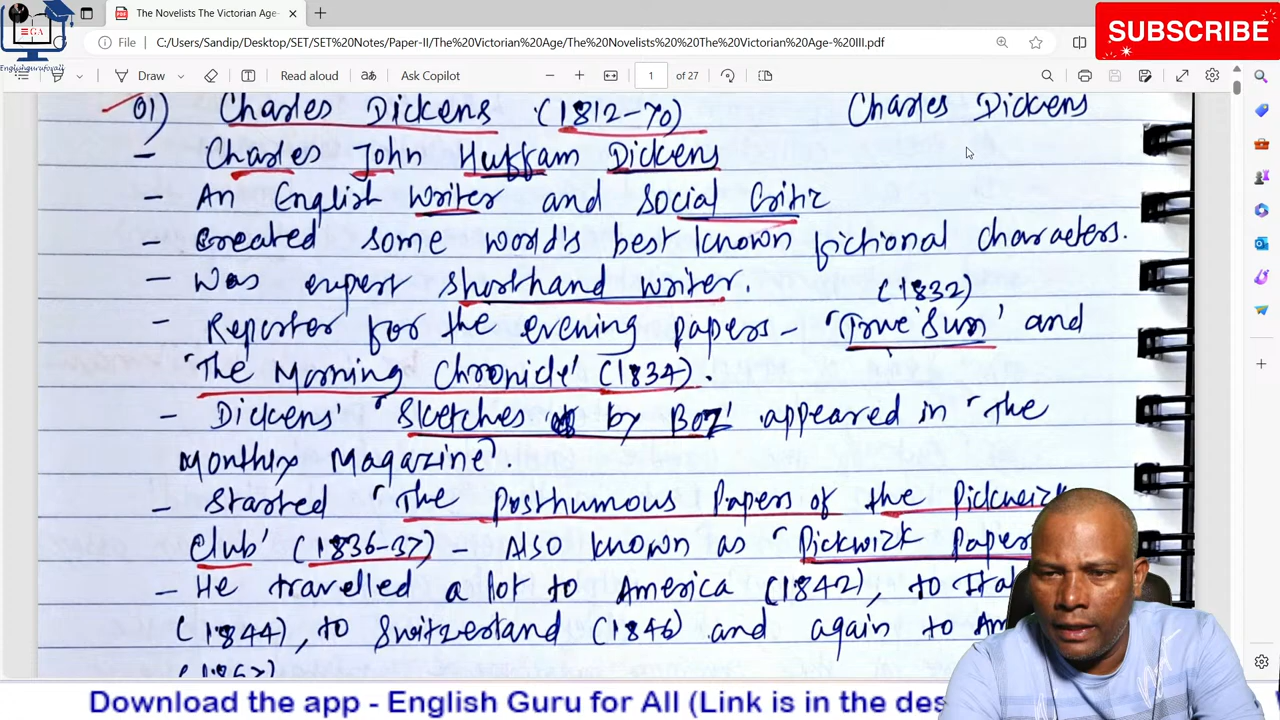 The Novelists The Victorian Age-
SUBSCRIBE
EGA
Englishguruforall
File
C:/Users/Sandip/Desktop/SET/SET%20Notes/Paper-II/The%20Victorian%20Age/The%20Novelists%20%20The%20Victorian%20Age-%20III.pdf
Draw
Read aloud
Ask Copilot
1
of 27
01) Charles Dickens (1812-70)
Charles Dickens
- Charles John Huffam Dickens
- An English Writer and Social Critic
- Created some world's best known fictional characters.
- Was expert shorthand writer.
(1832)
- Reporter for the evening papers - 'True Sun' and
'The Morning Chronicle' (1834).
- Dickens' 'Sketches by Boz' appeared in 'The
Monthly Magazine'.
- Started 'The Posthumous Papers of the Pickwick
Club' (1836-37) - Also known as 'Pickwick Paper
- He travelled a lot to America (1842), to Ital
(1844), to Switzerland (1846) and again to Am
Download the app - English Guru for All (Link is in the des